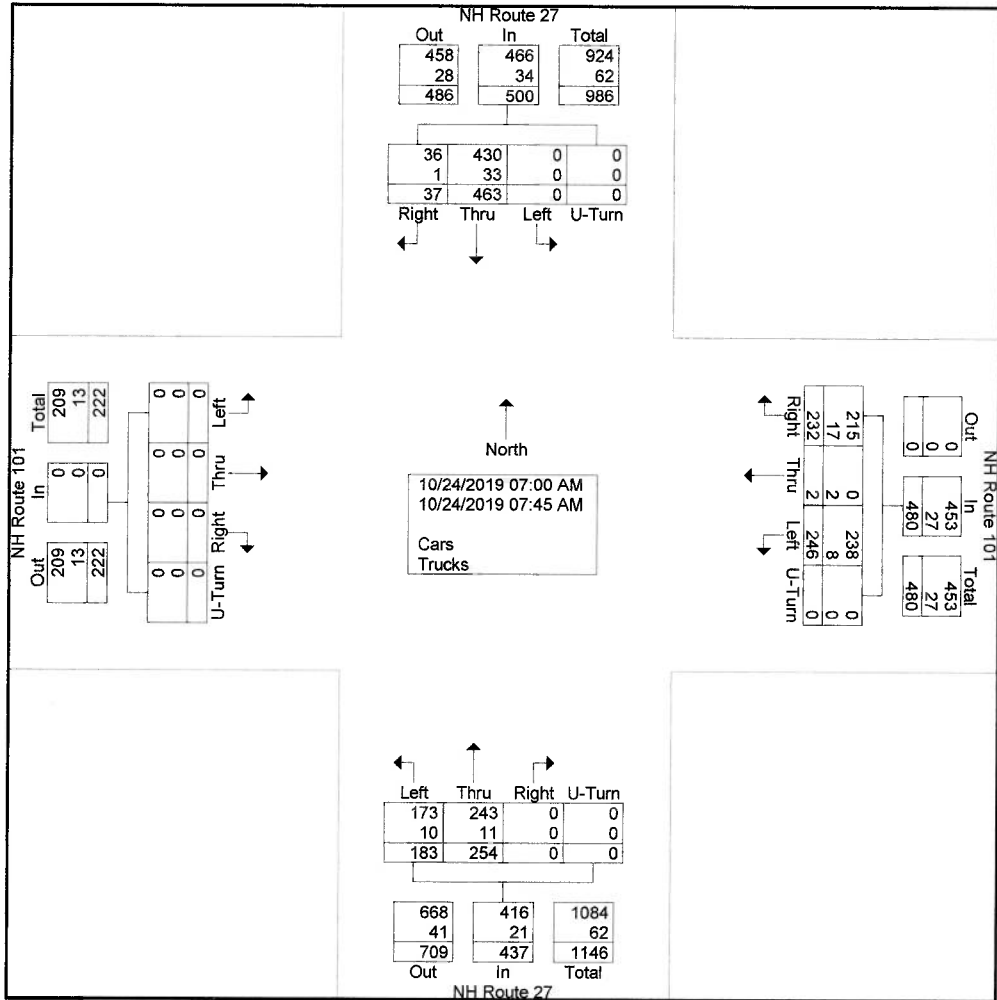 NH Route 27
Out In Total
458 466 924
28 34 62
486 500 986
36 430 0 0
1 33 0 0
37 463 0 0
Right Thru Left U-Turn
NH Route 101
Total In Out
209 0 209
13 0 13
222 0 222
Left Thru Right U-Turn
0 0 0 0
0 0 0 0
0 0 0 0
North
10/24/2019 07:00 AM
10/24/2019 07:45 AM
Cars
Trucks
Right Thru Left U-Turn
215 0 238 0
17 2 8 0
232 2 246 0
Out In Total
0 453 453
0 27 27
0 480 480
NH Route 101
Left Thru Right U-Turn
173 243 0 0
10 11 0 0
183 254 0 0
668 416 1084
41 21 62
709 437 1146
Out In Total
NH Route 27